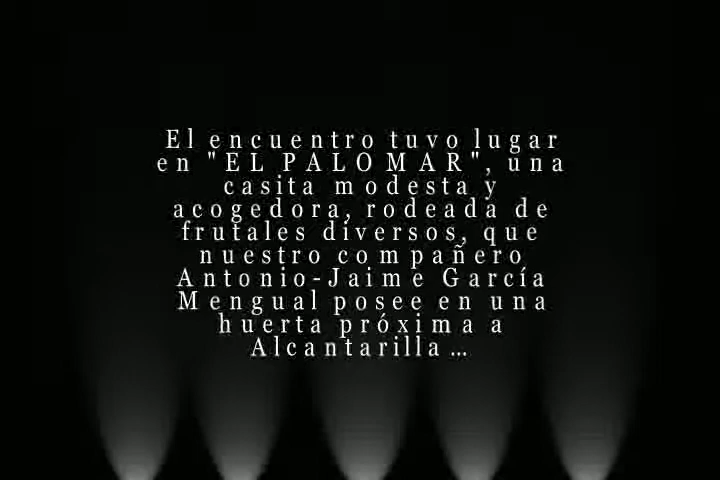 El encuentro tuvo lugar
en "EL PALOMAR", una
casita modesta y
acogedora, rodeada de
frutales diversos, que
nuestro compañero
Antonio-Jaime García
Mengual posee en una
huerta próxima a
Alcantarilla...